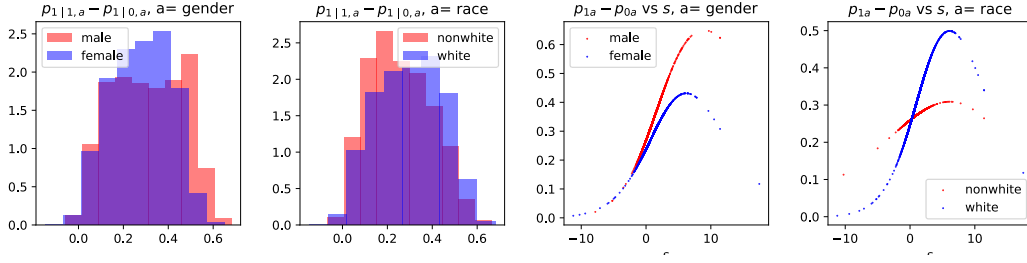 p1|1,a − p1|0,a, a= gender
male
female
2.5
2.0
1.5
1.0
0.5
0.0
0.0 0.2 0.4 0.6
p1|1,a − p1|0,a, a= race
nonwhite
white
2.5
2.0
1.5
1.0
0.5
0.0
0.0 0.2 0.4 0.6
p1a − p0a vs s, a= gender
male
female
0.6
0.5
0.4
0.3
0.2
0.1
0.0
−10 0 10
p1a − p0a vs s, a= race
0.5
0.4
0.3
0.2
0.1
0.0
nonwhite
white
−10 0 10